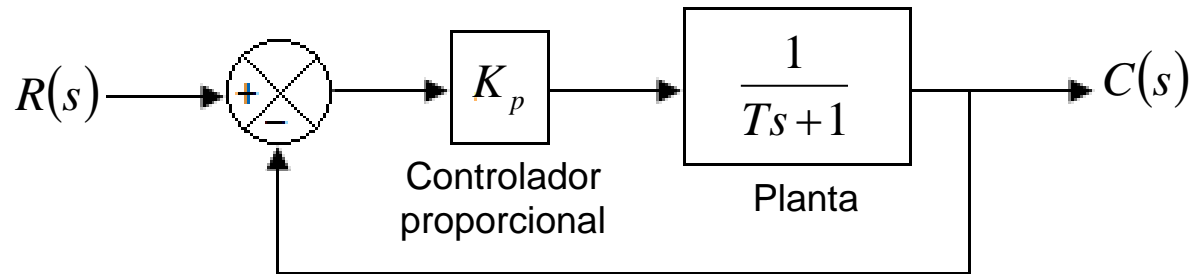 R(s)
+
−
K_p
1
Ts+1
C(s)
Controlador
proporcional
Planta